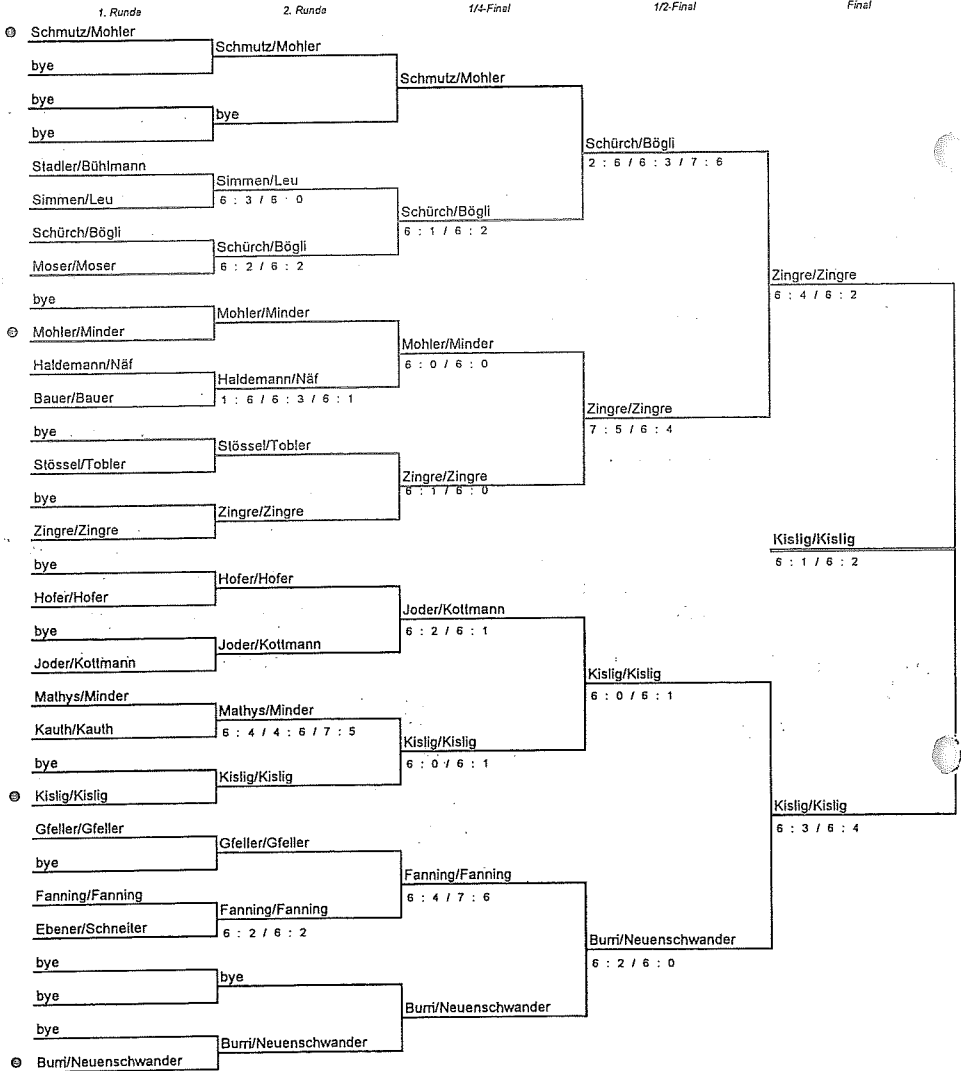 1. Runde
2. Runde
1/4-Final
1/2-Final
Final
Schmutz/Mohler
bye
bye
bye
Stadler/Bühlmann
Simmen/Leu
Schürch/Bögli
Moser/Moser
bye
Mohler/Minder
Haldemann/Näf
Bauer/Bauer
bye
Stössel/Tobler
bye
Zingre/Zingre
bye
Hofer/Hofer
bye
Joder/Kottmann
Mathys/Minder
Kauth/Kauth
bye
Kislig/Kislig
Gfeller/Gfeller
bye
Fanning/Fanning
Ebener/Schneiter
bye
bye
bye
Burri/Neuenschwander
Schmutz/Mohler
bye
Simmen/Leu
6 : 3 / 6 0
Schürch/Bögli
6 : 2 / 6 : 2
Mohler/Minder
Haldemann/Näf
1 : 6 / 6 : 3 / 6 : 1
Stössel/Tobler
Zingre/Zingre
Hofer/Hofer
Joder/Kottmann
Mathys/Minder
6 : 4 / 4 : 6 / 7 : 5
Kislig/Kislig
Gfeller/Gfeller
Fanning/Fanning
6 : 2 / 6 : 2
bye
Burri/Neuenschwander
Schmutz/Mohler
Schürch/Bögli
6 : 1 / 6 : 2
Mohler/Minder
6 : 0 / 6 : 0
Zingre/Zingre
6 : 1 / 6 : 0
Joder/Kottmann
6 : 2 / 6 : 1
Kislig/Kislig
6 : 0 / 6 : 1
Fanning/Fanning
6 : 4 / 7 : 6
Burri/Neuenschwander
Schürch/Bögli
2 : 6 / 6 : 3 / 7 : 6
Zingre/Zingre
7 : 5 / 6 : 4
Kislig/Kislig
6 : 0 / 6 : 1
Burri/Neuenschwander
6 : 2 / 6 : 0
Zingre/Zingre
6 : 4 / 6 : 2
Kislig/Kislig
6 : 1 / 6 : 2
Kislig/Kislig
6 : 3 / 6 : 4